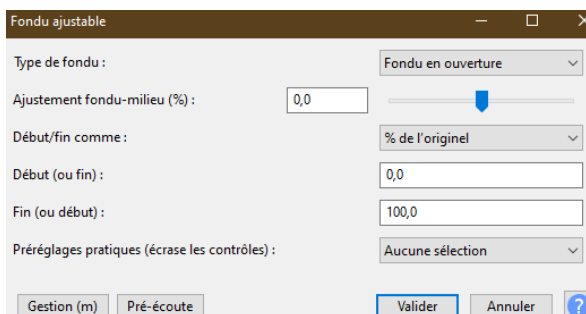 Fondu ajustable
Type de fondu : Fondu en ouverture
Ajustement fondu-milieu (%) : 0,0
Début/fin comme : % de l'originel
Début (ou fin) : 0,0
Fin (ou début) : 100,0
Préréglages pratiques (écrase les contrôles) : Aucune sélection
Gestion (m) Pré-écoute Valider Annuler ?